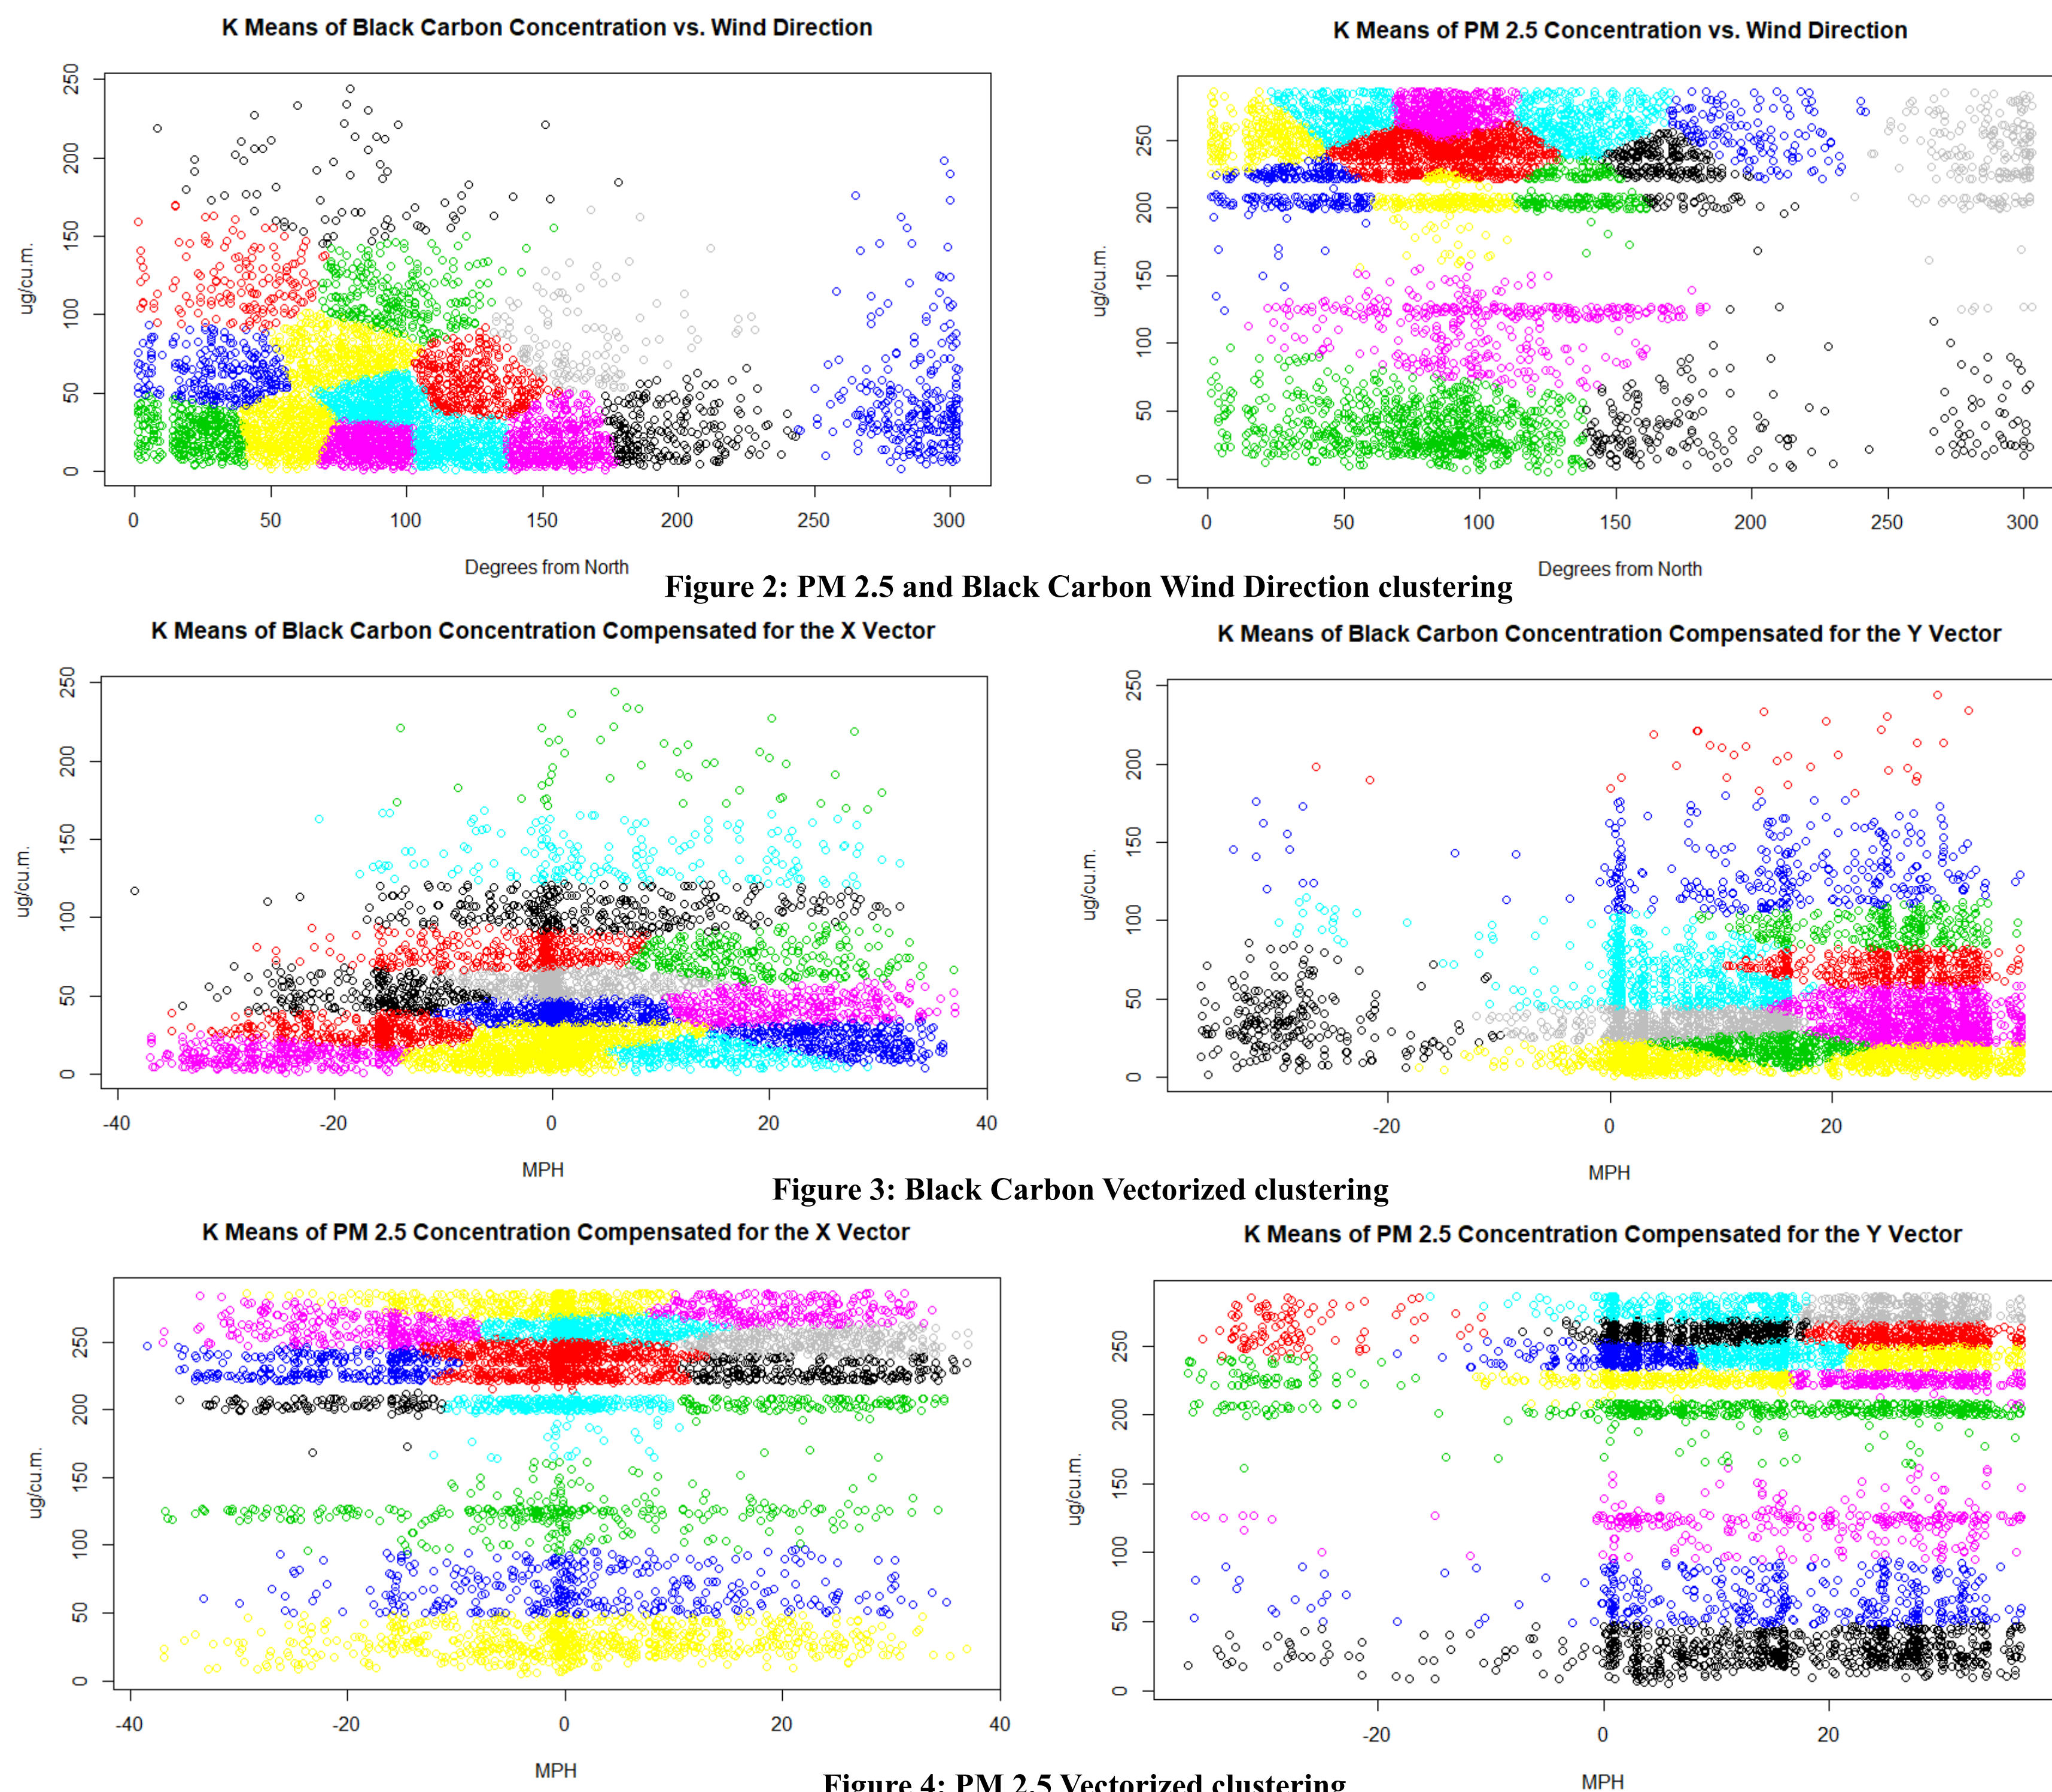 K Means of Black Carbon Concentration vs. Wind Direction
ug/cu.m.
250
200
150
100
50
0
0 50 100 150 200 250 300
Degrees from North
K Means of PM 2.5 Concentration vs. Wind Direction
ug/cu.m.
250
200
150
100
50
0
0 50 100 150 200 250 300
Degrees from North
Figure 2: PM 2.5 and Black Carbon Wind Direction clustering
K Means of Black Carbon Concentration Compensated for the X Vector
ug/cu.m.
250
200
150
100
50
0
-40 -20 0 20 40
MPH
K Means of Black Carbon Concentration Compensated for the Y Vector
ug/cu.m.
250
200
150
100
50
0
-20 0 20
MPH
Figure 3: Black Carbon Vectorized clustering
K Means of PM 2.5 Concentration Compensated for the X Vector
ug/cu.m.
250
200
150
100
50
0
-40 -20 0 20 40
MPH
K Means of PM 2.5 Concentration Compensated for the Y Vector
ug/cu.m.
250
200
150
100
50
0
-20 0 20
MPH
Figure 4: PM 2.5 Vectorized clustering